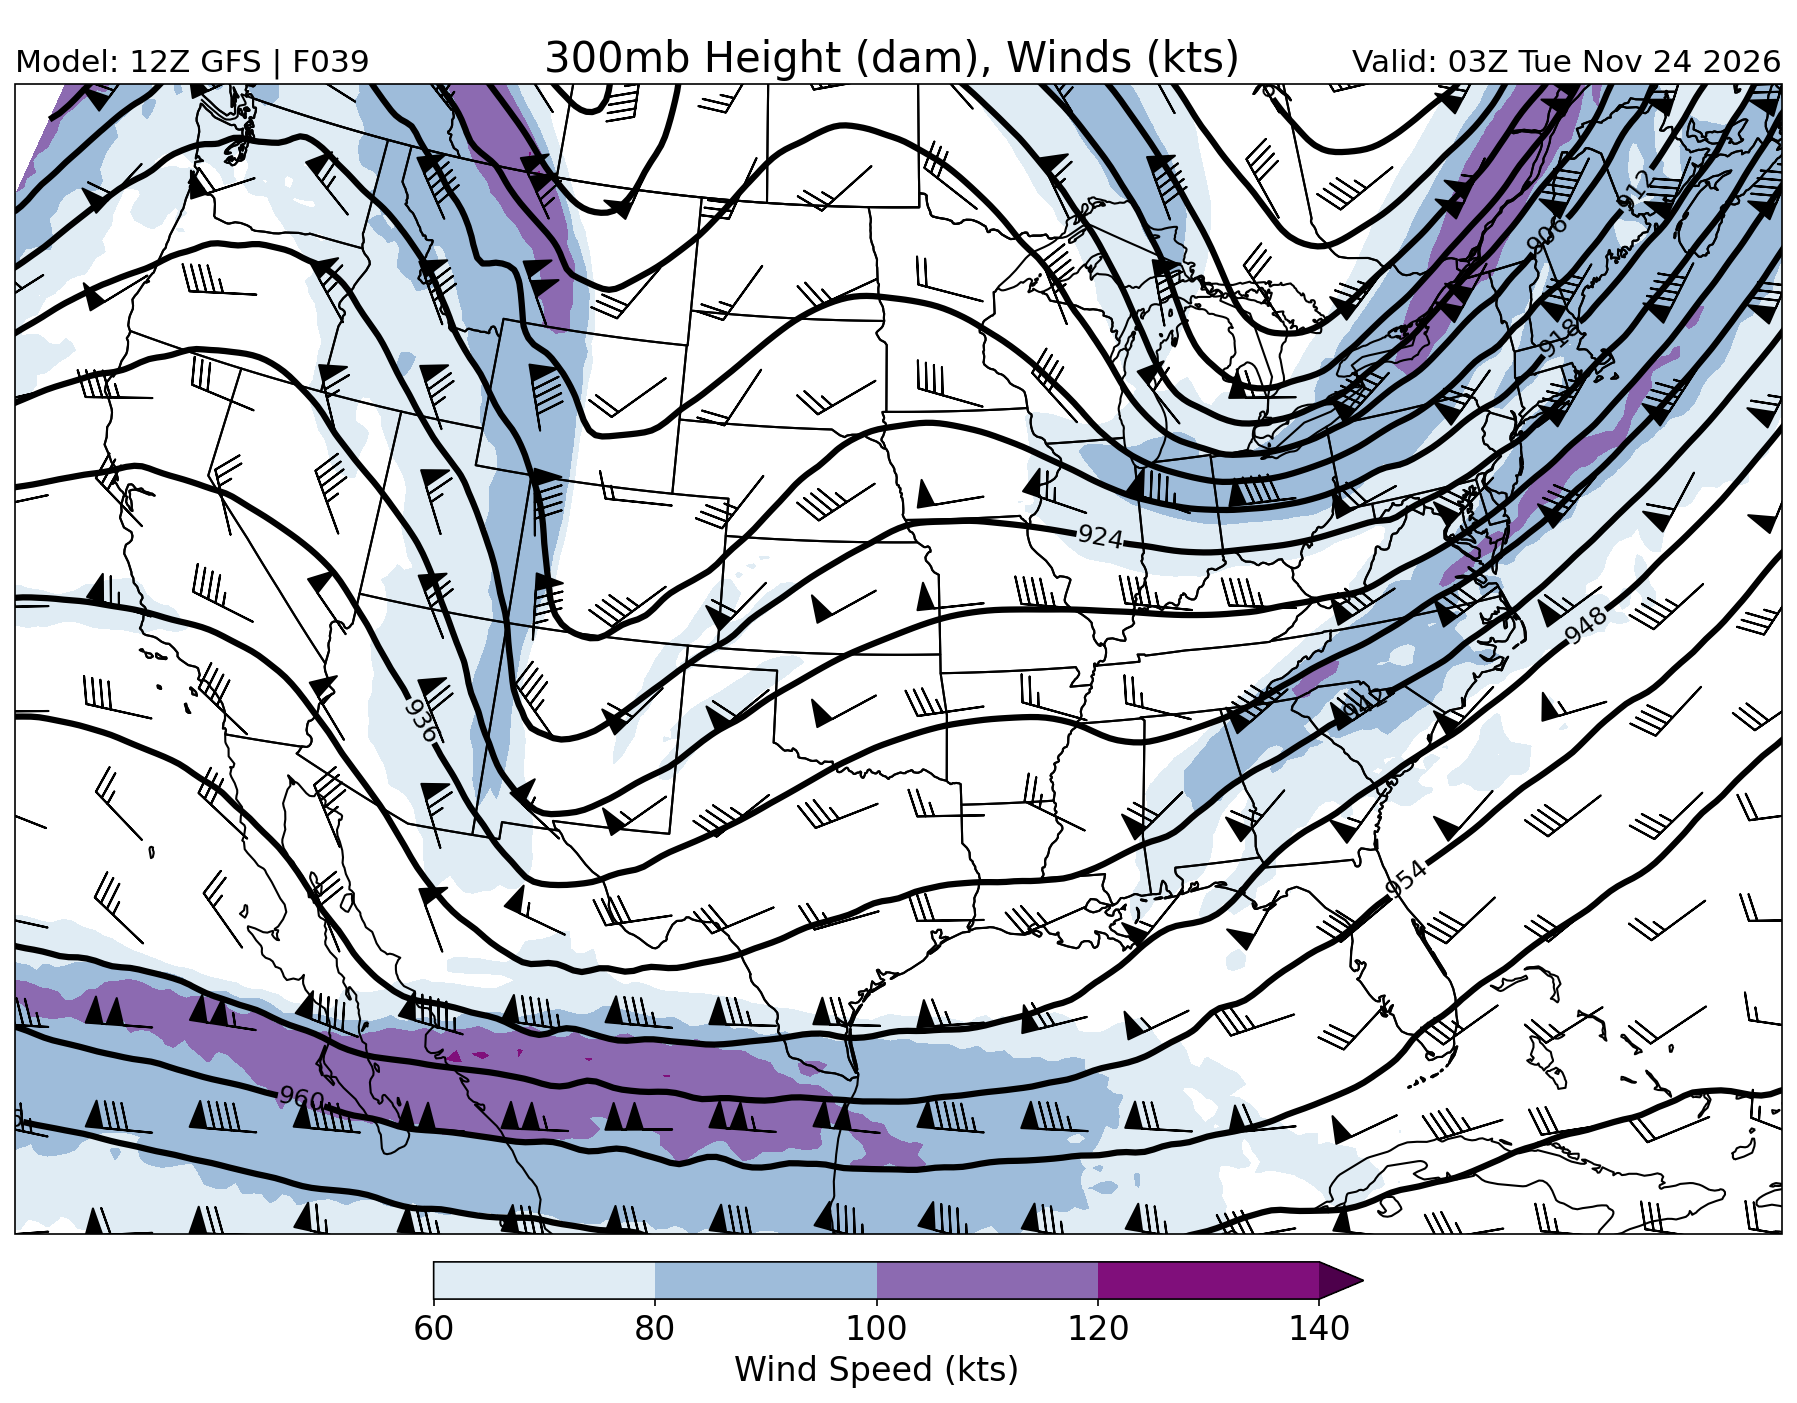 Model: 12Z GFS | F039
300mb Height (dam), Winds (kts)
Valid: 03Z Tue Nov 24 2026
912
906
918
924
948
936
942
954
960
60 80 100 120 140
Wind Speed (kts)